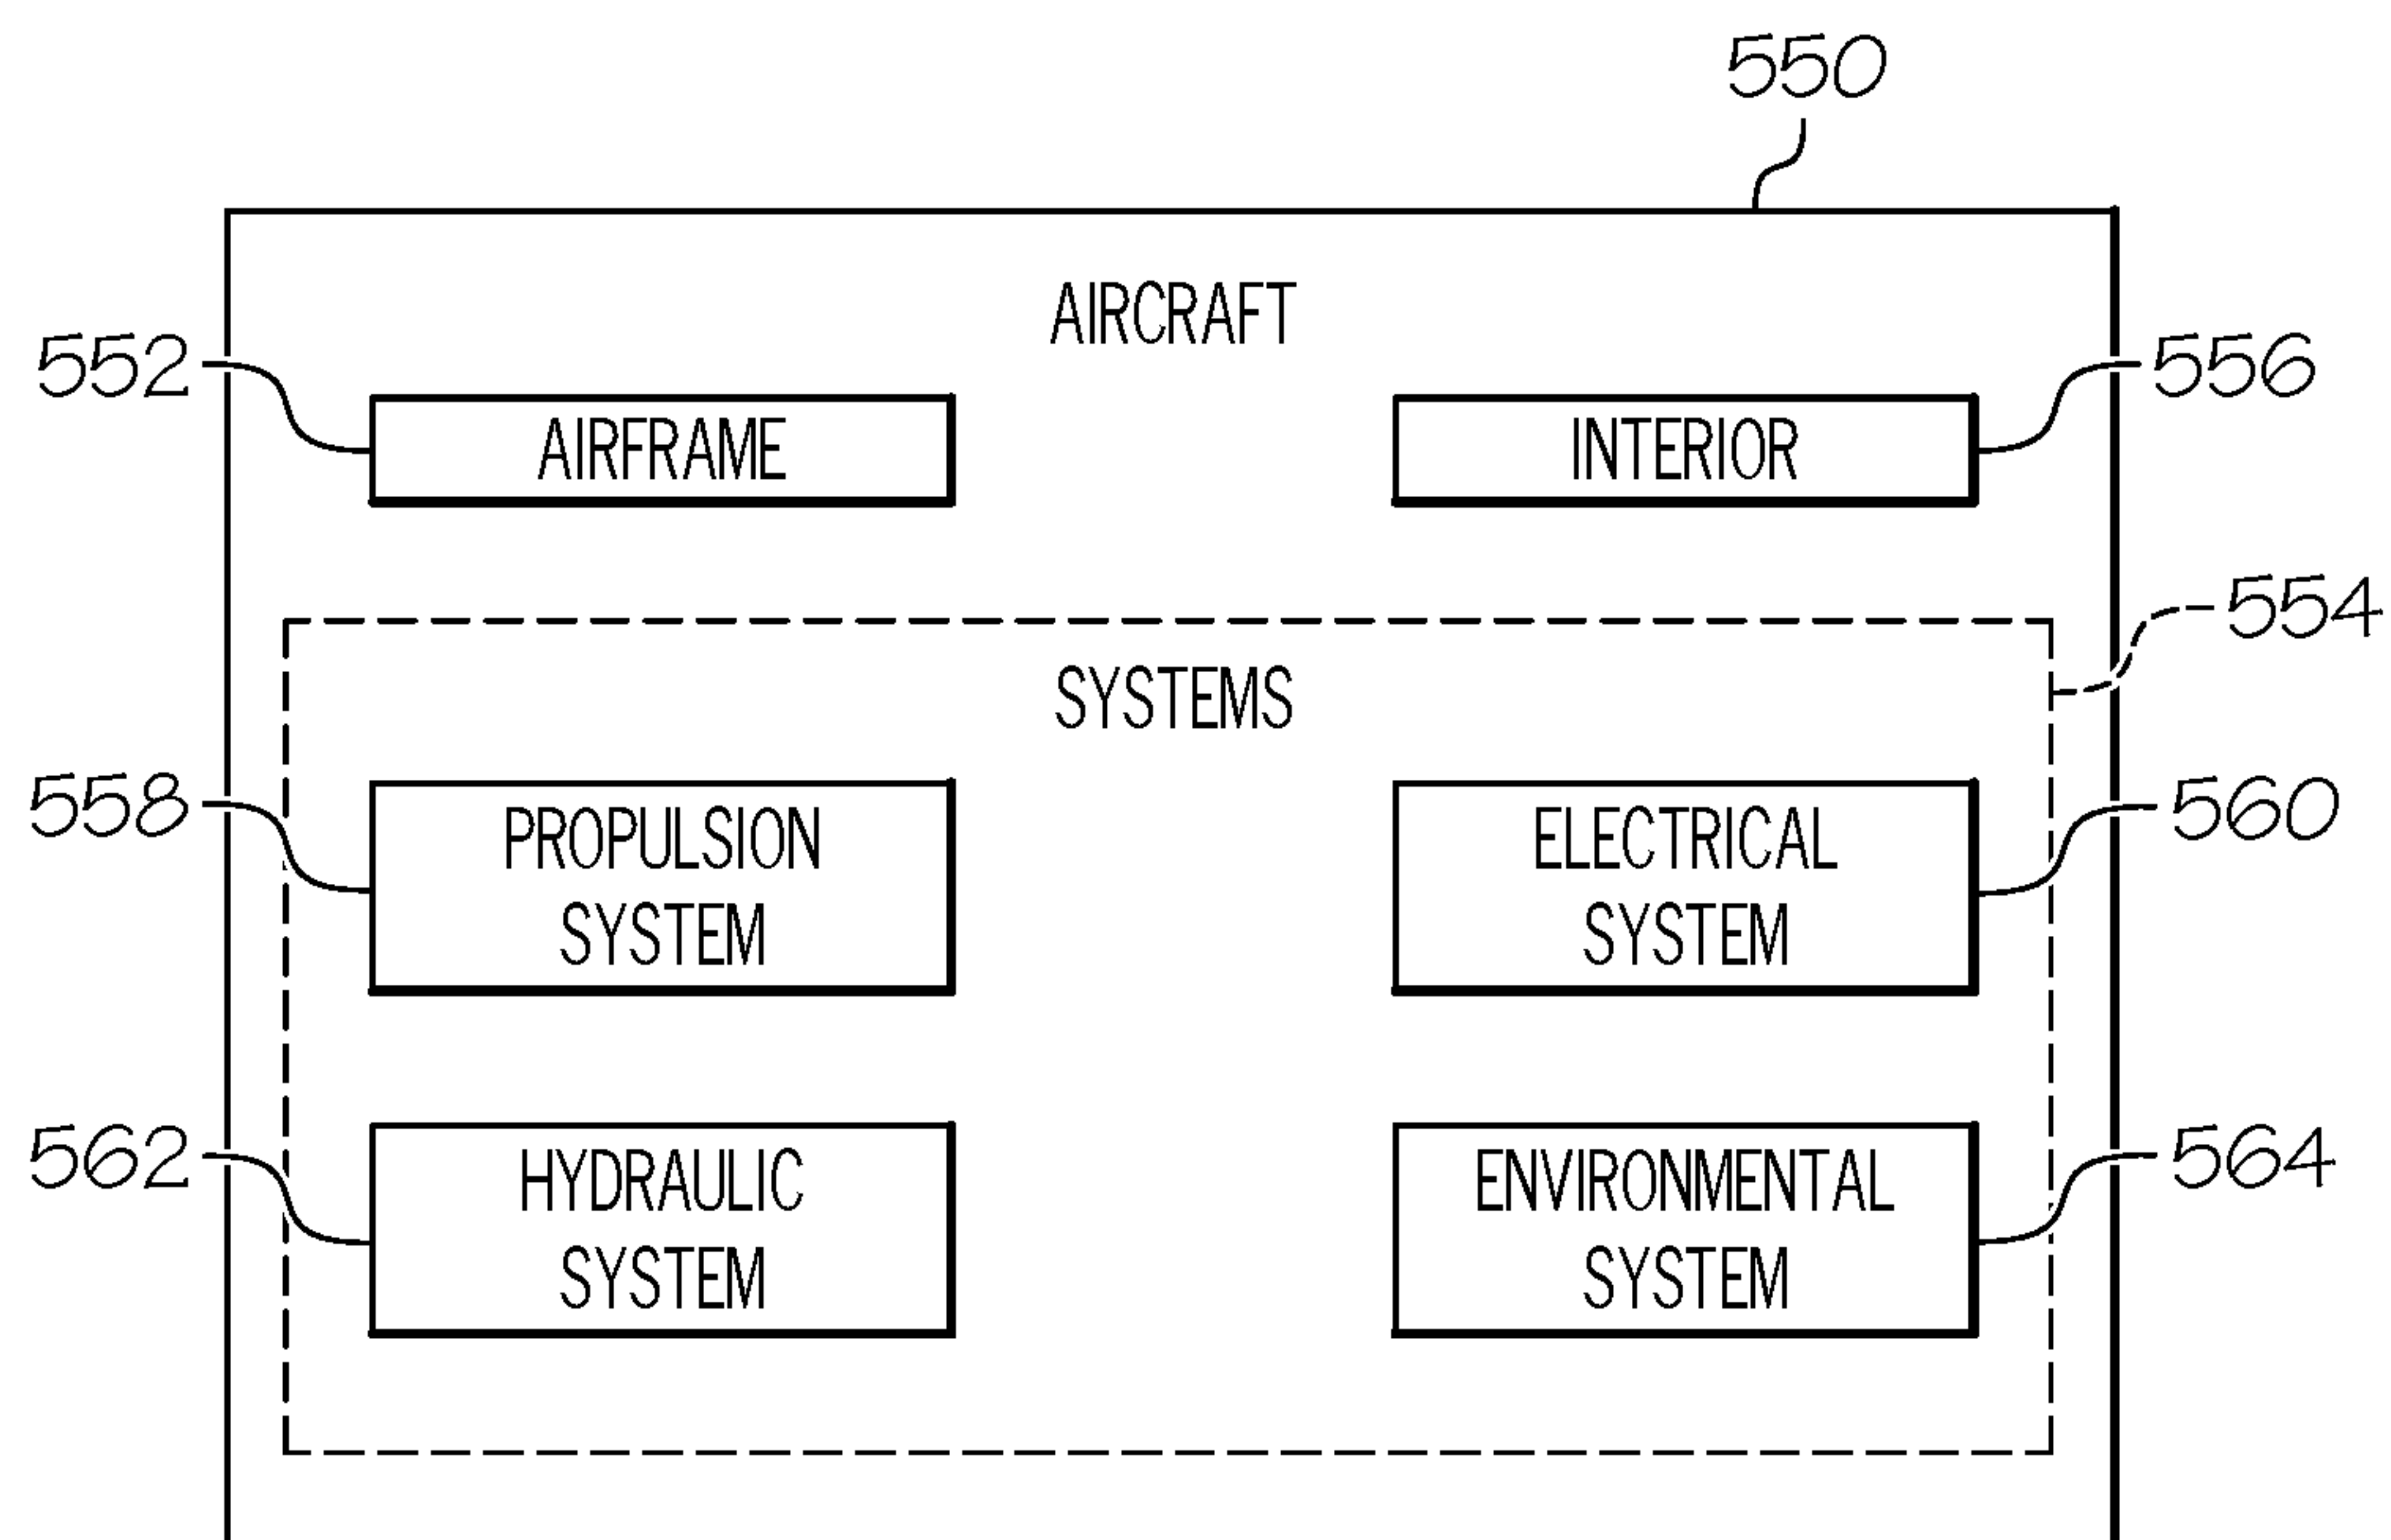 550
AIRCRAFT
552
556
AIRFRAME
INTERIOR
554
SYSTEMS
558
560
PROPULSION
SYSTEM
ELECTRICAL
SYSTEM
562
564
HYDRAULIC
SYSTEM
ENVIRONMENTAL
SYSTEM